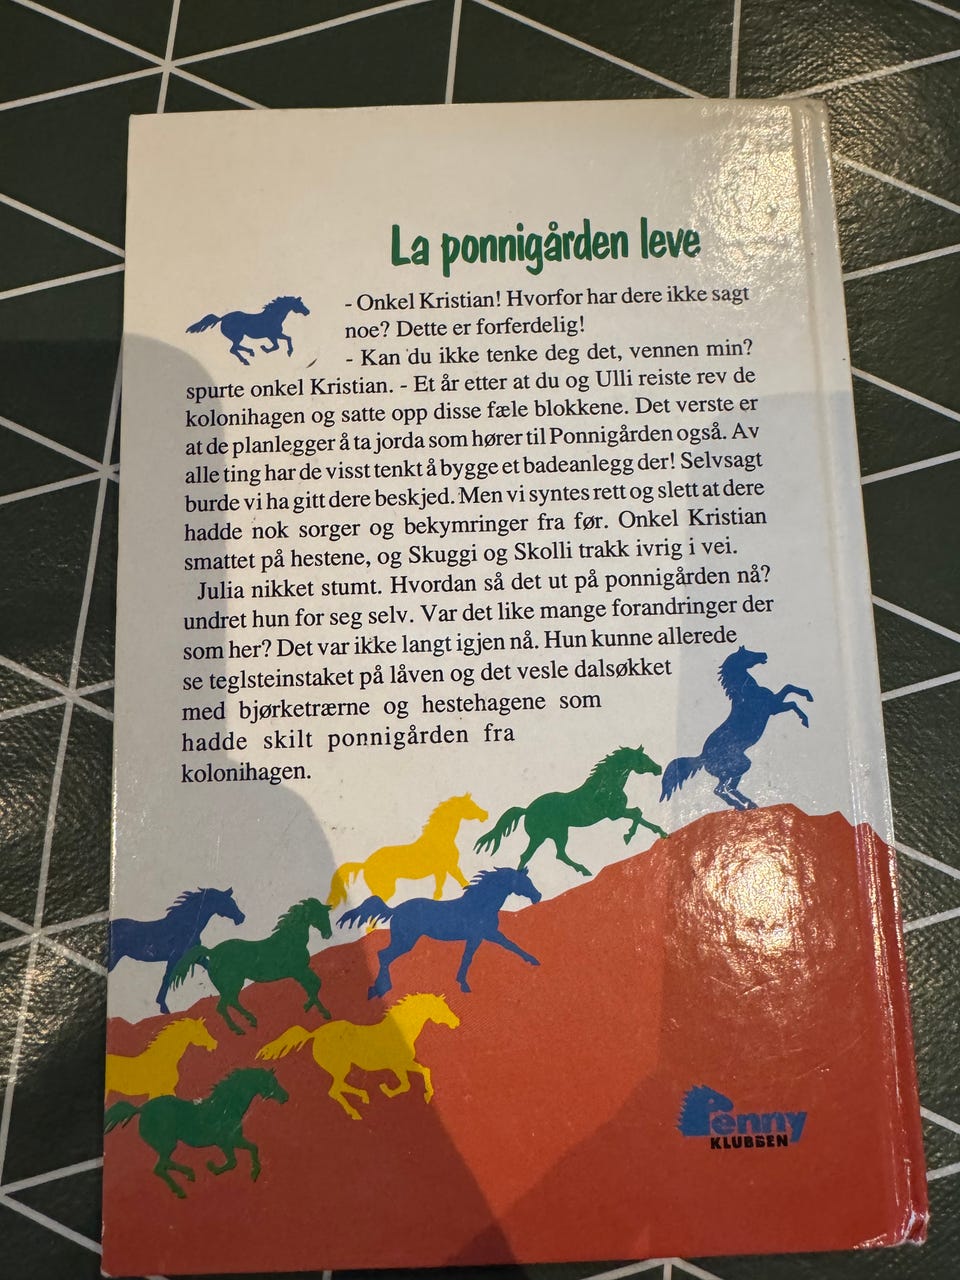 La ponnigården leve
- Onkel Kristian! Hvorfor har dere ikke sagt
noe? Dette er forferdelig!
- Kan du ikke tenke deg det, vennen min?
spurte onkel Kristian. - Et år etter at du og Ulli reiste rev de
kolonihagen og satte opp disse fæle blokkene. Det verste er
at de planlegger å ta jorda som hører til Ponnigården også. Av
alle ting har de visst tenkt å bygge et badeanlegg der! Selvsagt
burde vi ha gitt dere beskjed. Men vi syntes rett og slett at dere
hadde nok sorger og bekymringer fra før. Onkel Kristian
smattet på hestene, og Skuggi og Skolli trakk ivrig i vei.
Julia nikket stumt. Hvordan så det ut på ponnigården nå?
undret hun for seg selv. Var det like mange forandringer der
som her? Det var ikke langt igjen nå. Hun kunne allerede
se teglsteinstaket på låven og det vesle dalsøkket
med bjørketrærne og hestehagene som
hadde skilt ponnigården fra
kolonihagen.
Penny
KLUBBEN